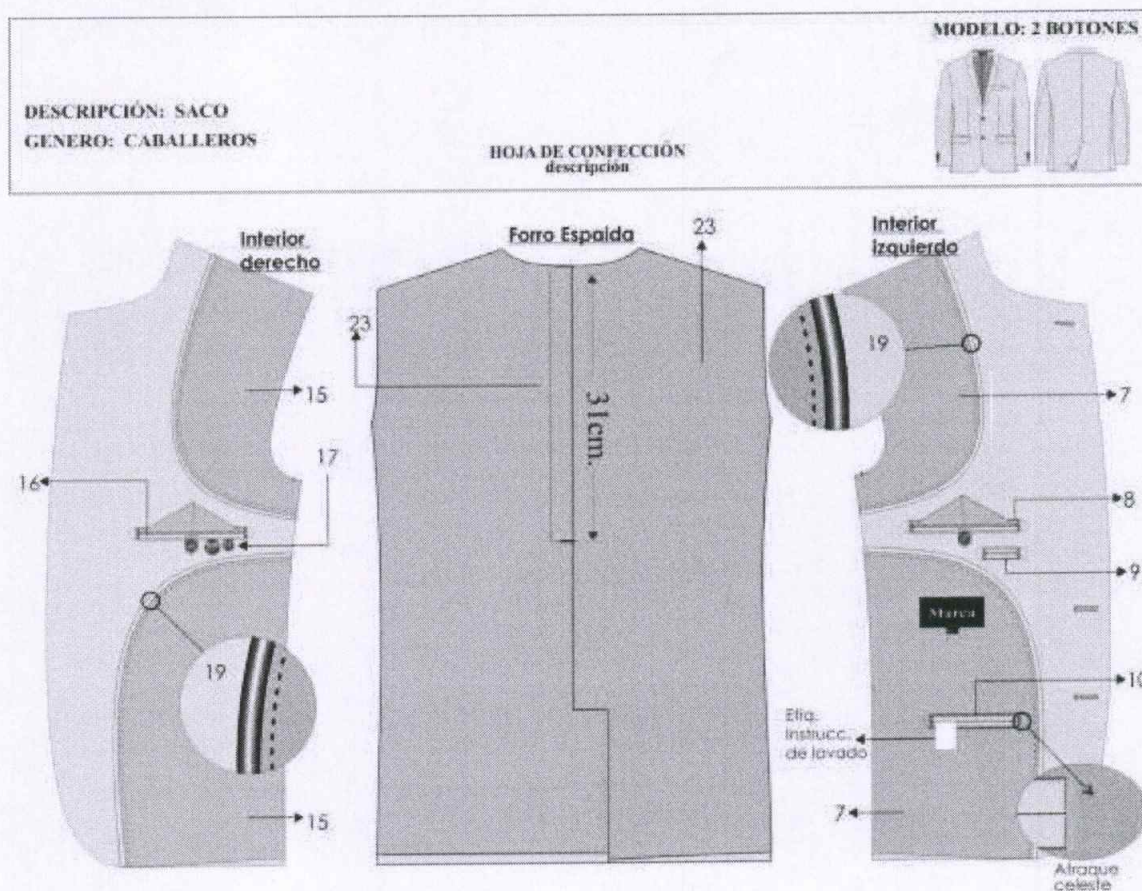 MODELO: 2 BOTONES
DESCRIPCIÓN: SACO
GENERO: CABALLEROS
HOJA DE CONFECCIÓN
descripción
Interior
derecho
Forro Espalda
23
Interior
izquierdo
23
19
15
7
31cm.
16
17
8
9
Marca
19
10
Etiq.
Instrucc.
de lavado
15
7
Atraque
celeste